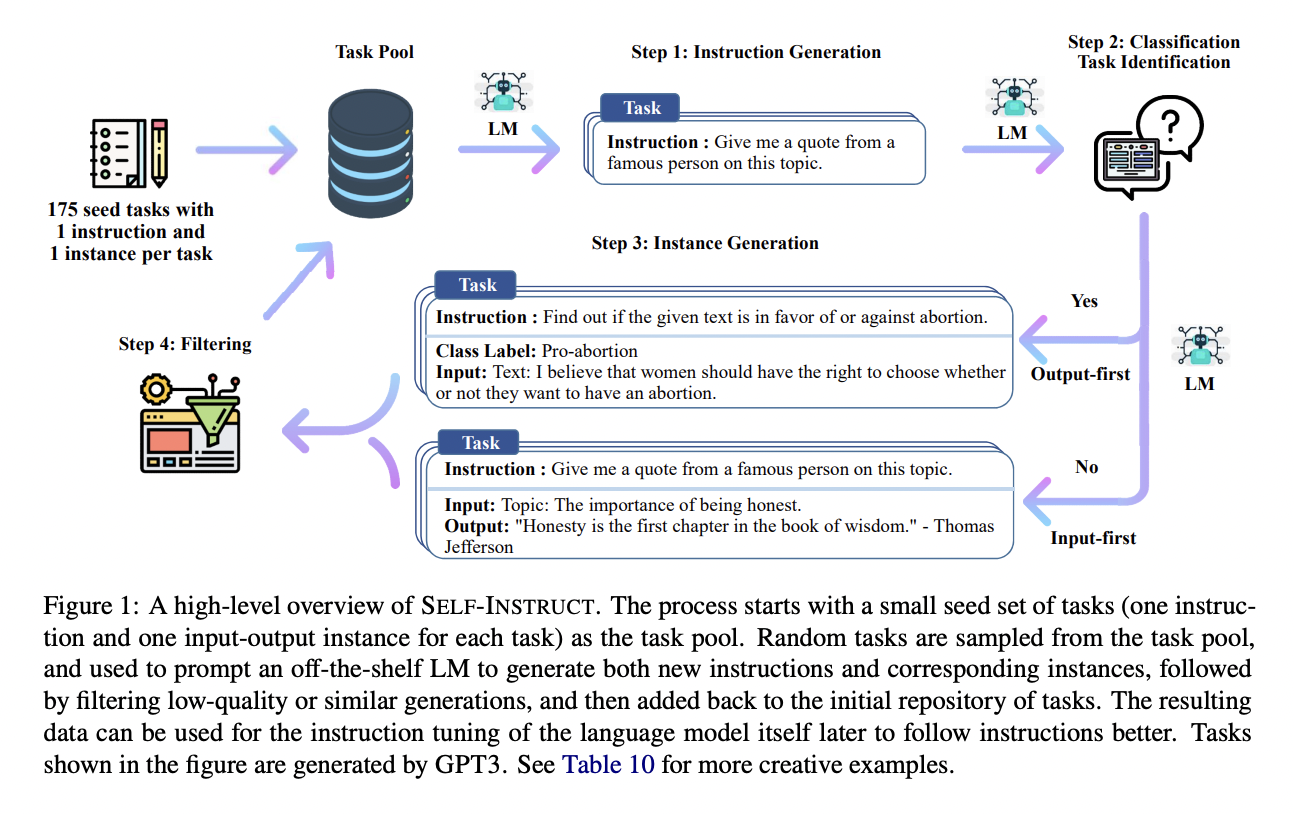 Task Pool
Step 1: Instruction Generation
Step 2: Classification
Task Identification
LM
Task
Instruction : Give me a quote from a
famous person on this topic.
LM
175 seed tasks with
1 instruction and
1 instance per task
Step 3: Instance Generation
Task
Instruction : Find out if the given text is in favor of or against abortion.
Class Label: Pro-abortion
Input: Text: I believe that women should have the right to choose whether
or not they want to have an abortion.
Yes
Output-first
LM
Step 4: Filtering
Task
Instruction : Give me a quote from a famous person on this topic.
Input: Topic: The importance of being honest.
Output: "Honesty is the first chapter in the book of wisdom." - Thomas
Jefferson
No
Input-first
Figure 1: A high-level overview of SELF-INSTRUCT. The process starts with a small seed set of tasks (one instruc-
tion and one input-output instance for each task) as the task pool. Random tasks are sampled from the task pool,
and used to prompt an off-the-shelf LM to generate both new instructions and corresponding instances, followed
by filtering low-quality or similar generations, and then added back to the initial repository of tasks. The resulting
data can be used for the instruction tuning of the language model itself later to follow instructions better. Tasks
shown in the figure are generated by GPT3. See Table 10 for more creative examples.